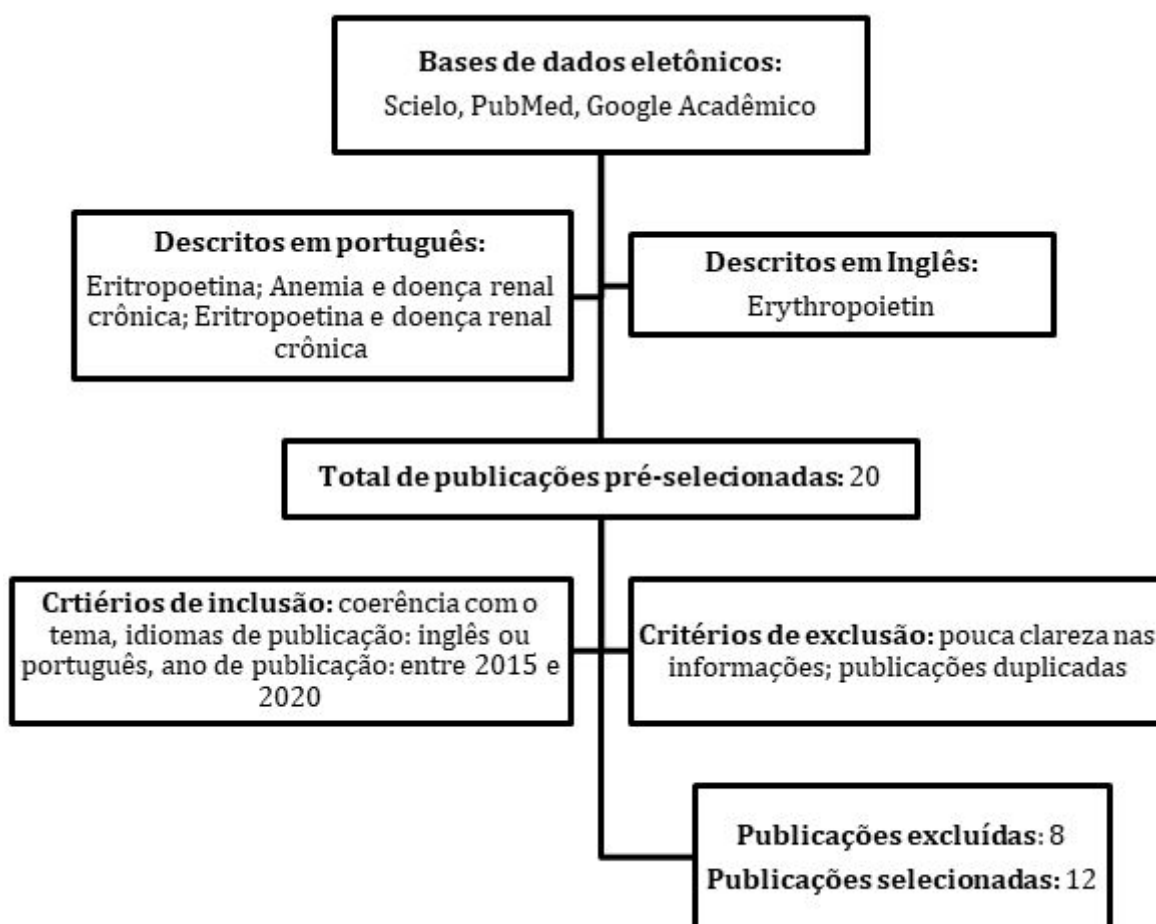 Bases de dados eletônicos:
Scielo, PubMed, Google Acadêmico
Descritos em português:
Eritropoetina; Anemia e doença renal
crônica; Eritropoetina e doença renal
crônica
Descritos em Inglês:
Erythropoietin
Total de publicações pré-selecionadas: 20
Crtiérios de inclusão: coerência com o
tema, idiomas de publicação: inglês ou
português, ano de publicação: entre 2015 e
2020
Critérios de exclusão: pouca clareza nas
informações; publicações duplicadas
Publicações excluídas: 8
Publicações selecionadas: 12